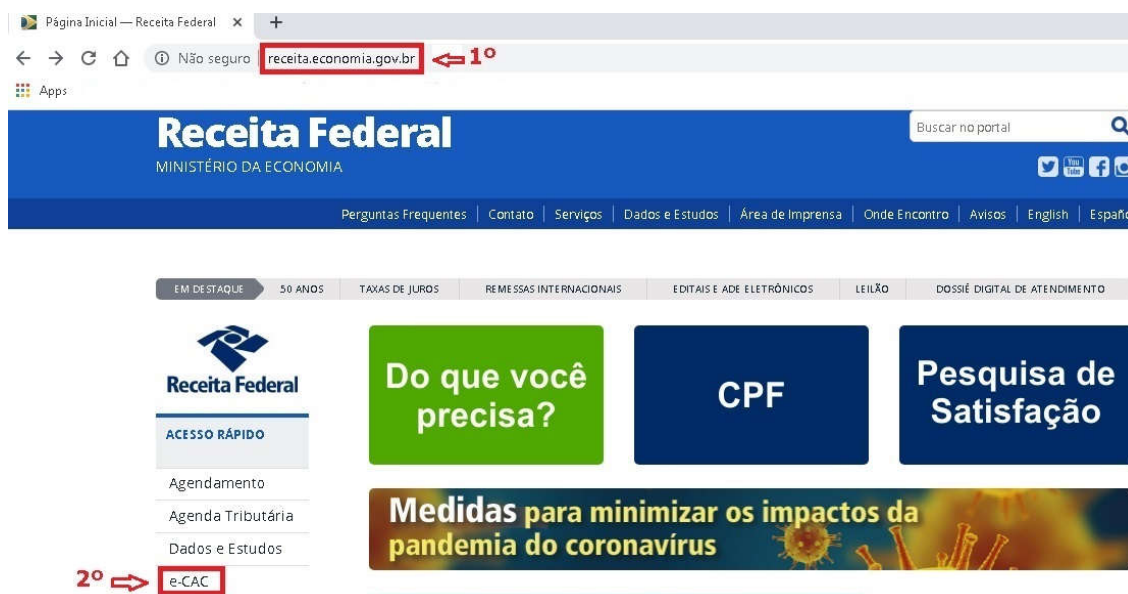 Página Inicial — Receita Federal
Não seguro
receita.economia.gov.br
1º
Apps
Receita Federal
MINISTÉRIO DA ECONOMIA
Buscar no portal
Perguntas Frequentes | Contato | Serviços | Dados e Estudos | Área de Imprensa | Onde Encontro | Avisos | English |
EM DESTAQUE 50 ANOS TAXAS DE JUROS REMESSAS INTERNACIONAIS EDITAIS E ADE ELETRÔNICOS LEILÃO DOSSIÊ DIGITAL DE ATENDIMENTO
Receita Federal
Do que você
precisa?
CPF
Pesquisa de
Satisfação
ACESSO RÁPIDO
Agendamento
Agenda Tributária
Dados e Estudos
2º
e-CAC
Medidas para minimizar os impactos da
pandemia do coronavírus